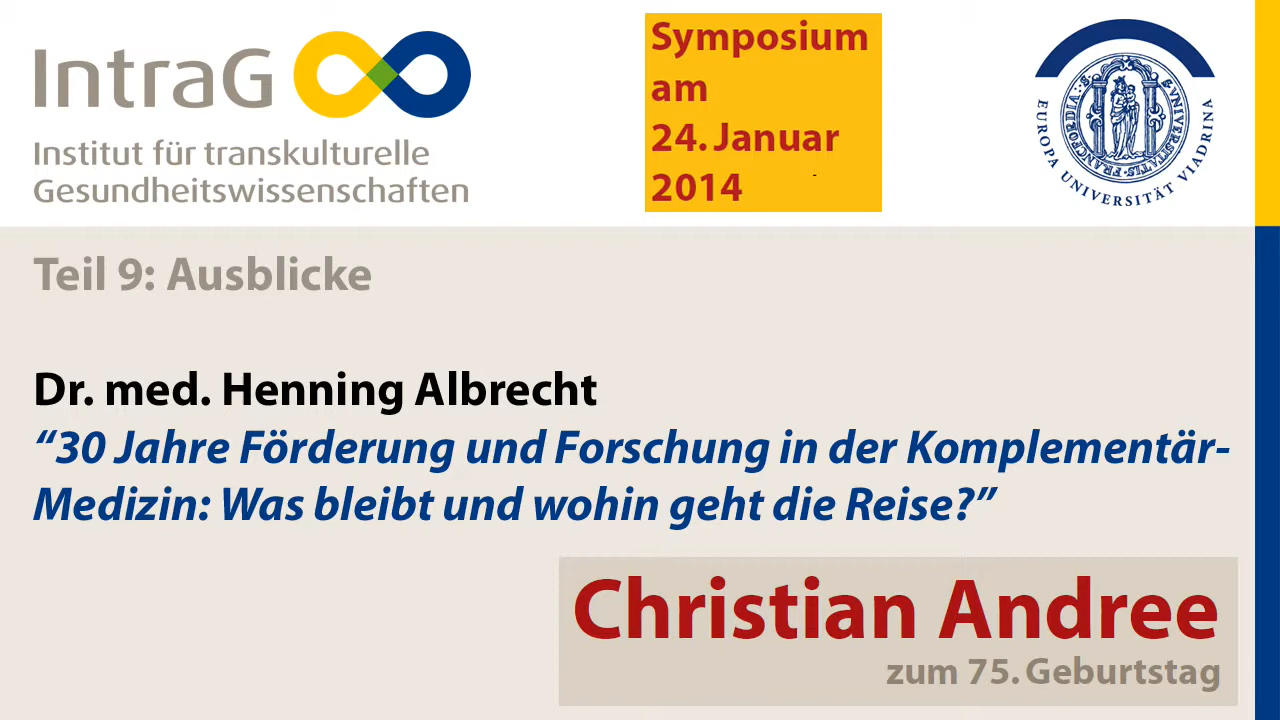 IntraG
Institut für transkulturelle
Gesundheitswissenschaften
Symposium
am
24. Januar
2014
EUROPA UNIVERSITÄT VIADRINA
Teil 9: Ausblicke
Dr. med. Henning Albrecht
“30 Jahre Förderung und Forschung in der Komplementär-
Medizin: Was bleibt und wohin geht die Reise?”
Christian Andree
zum 75. Geburtstag